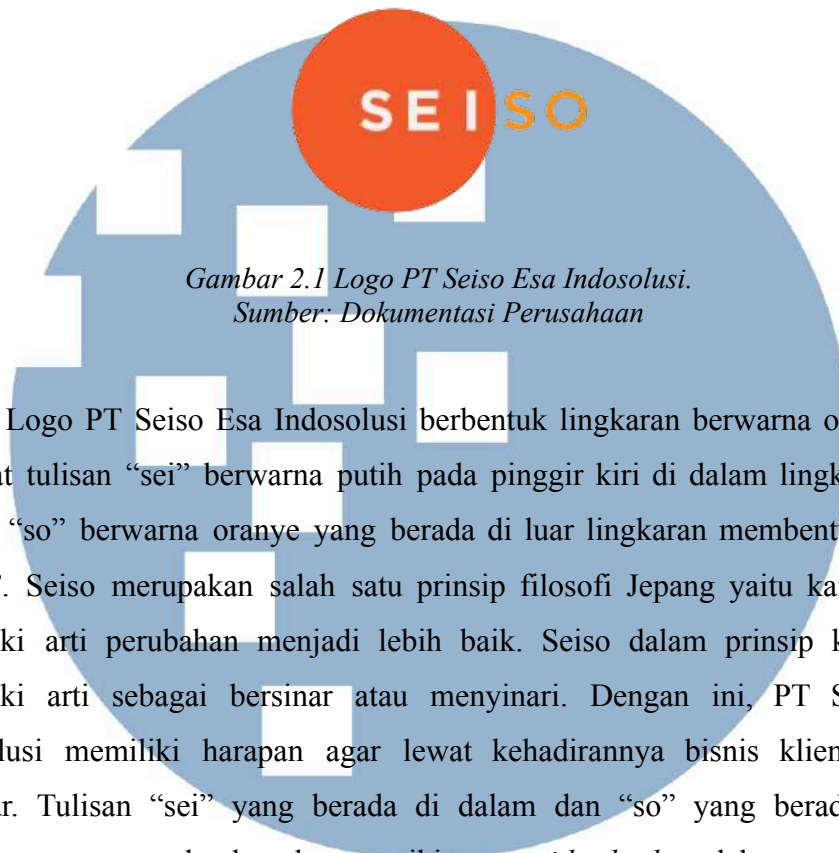 SEISO
Gambar 2.1 Logo PT Seiso Esa Indosolusi.
Sumber: Dokumentasi Perusahaan
Logo PT Seiso Esa Indosolusi berbentuk lingkaran berwarna o
at tulisan “sei” berwarna putih pada pinggir kiri di dalam lingk
“so” berwarna oranye yang berada di luar lingkaran membent
. Seiso merupakan salah satu prinsip filosofi Jepang yaitu ka
ki arti perubahan menjadi lebih baik. Seiso dalam prinsip k
ki arti sebagai bersinar atau menyinari. Dengan ini, PT S
lusi memiliki harapan agar lewat kehadirannya bisnis klien
ar. Tulisan “sei” yang berada di dalam dan “so” yang berad